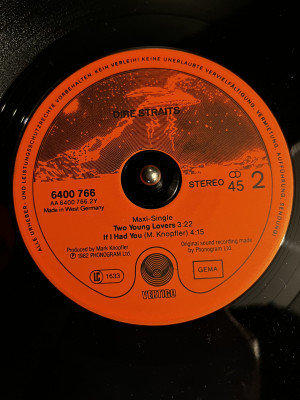 ALLE URHEBER- UND LEISTUNGSSCHUTZRECHTE VORBEHALTEN. KEIN VERLEIH! KEINE UNERLAUBTE VERVIELFÄLTIGUNG, VERMIETUNG, AUFFÜHRUNG, SENDUNG!
DIRE STRAITS
6400 766
AA 6400 766.2Y
Made in West Germany
STEREO
CD
45
2
Maxi-Single
Two Young Lovers 3:22
If I Had You (M. Knopfler) 4:15
Produced by Mark Knopfler
℗ 1982 PHONOGRAM Ltd.
Original sound recording made by
Phonogram Ltd.
LC 1633
GEMA
VERTIGO